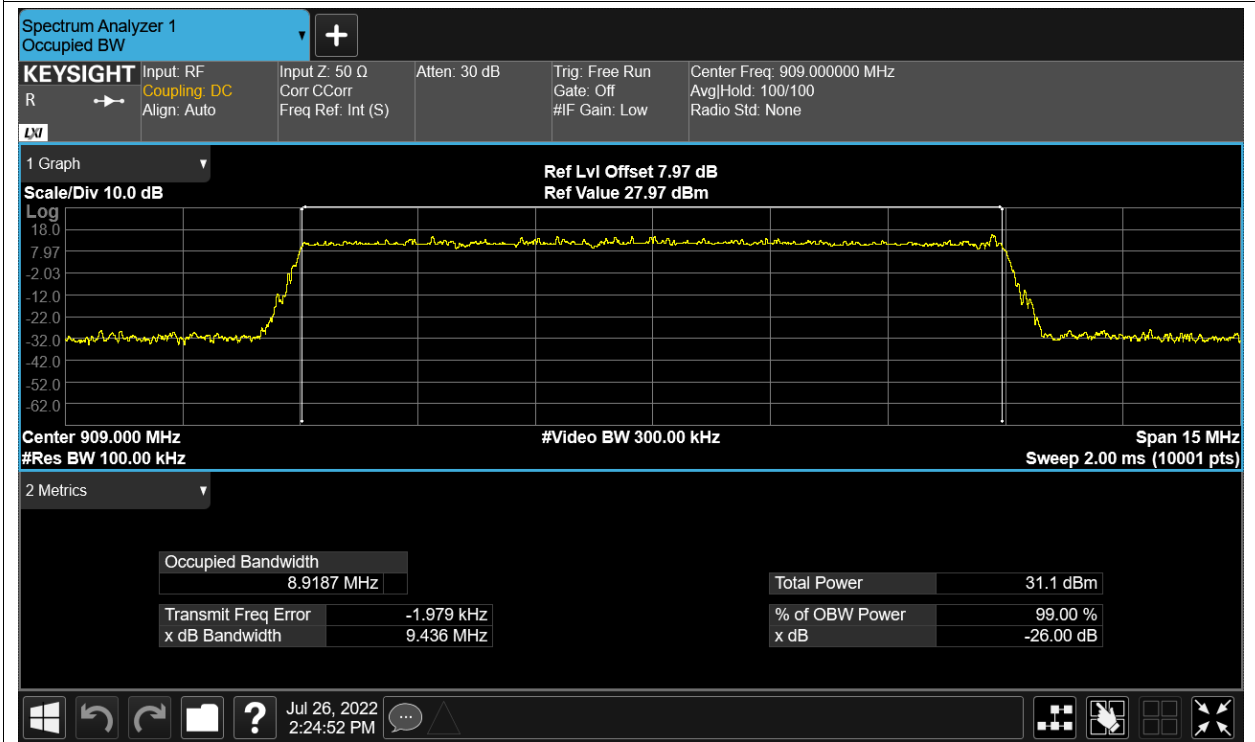 Spectrum Analyzer 1
Occupied BW
KEYSIGHT
R
LXI
Input: RF
Coupling: DC
Align: Auto
Input Z: 50 Ω
Corr CCorr
Freq Ref: Int (S)
Atten: 30 dB
Trig: Free Run
Gate: Off
#IF Gain: Low
Center Freq: 909.000000 MHz
Avg|Hold: 100/100
Radio Std: None
1 Graph
Scale/Div 10.0 dB
Ref Lvl Offset 7.97 dB
Ref Value 27.97 dBm
Log
18.0
7.97
-2.03
-12.0
-22.0
-32.0
-42.0
-52.0
-62.0
Center 909.000 MHz
#Res BW 100.00 kHz
#Video BW 300.00 kHz
Span 15 MHz
Sweep 2.00 ms (10001 pts)
2 Metrics
Occupied Bandwidth
8.9187 MHz
Transmit Freq Error -1.979 kHz
x dB Bandwidth 9.436 MHz
Total Power 31.1 dBm
% of OBW Power 99.00 %
x dB -26.00 dB
?
Jul 26, 2022
2:24:52 PM